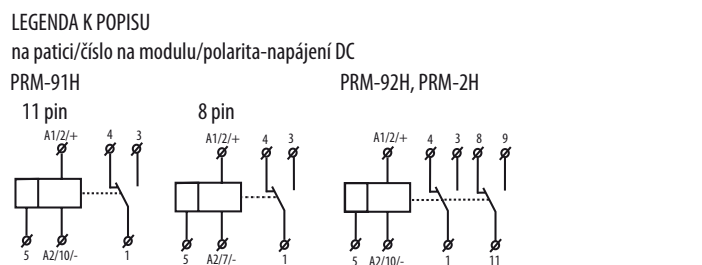 LEGENDA K POPISU
na patici/číslo na modulu/polarita-napájení DC
PRM-91H PRM-92H, PRM-2H
11 pin 8 pin
A1/2/+ 4 3 A1/2/+ 4 3 A1/2/+ 4 3 8 9
5 A2/10/- 1 5 A2/7/- 1 5 A2/10/- 1 11